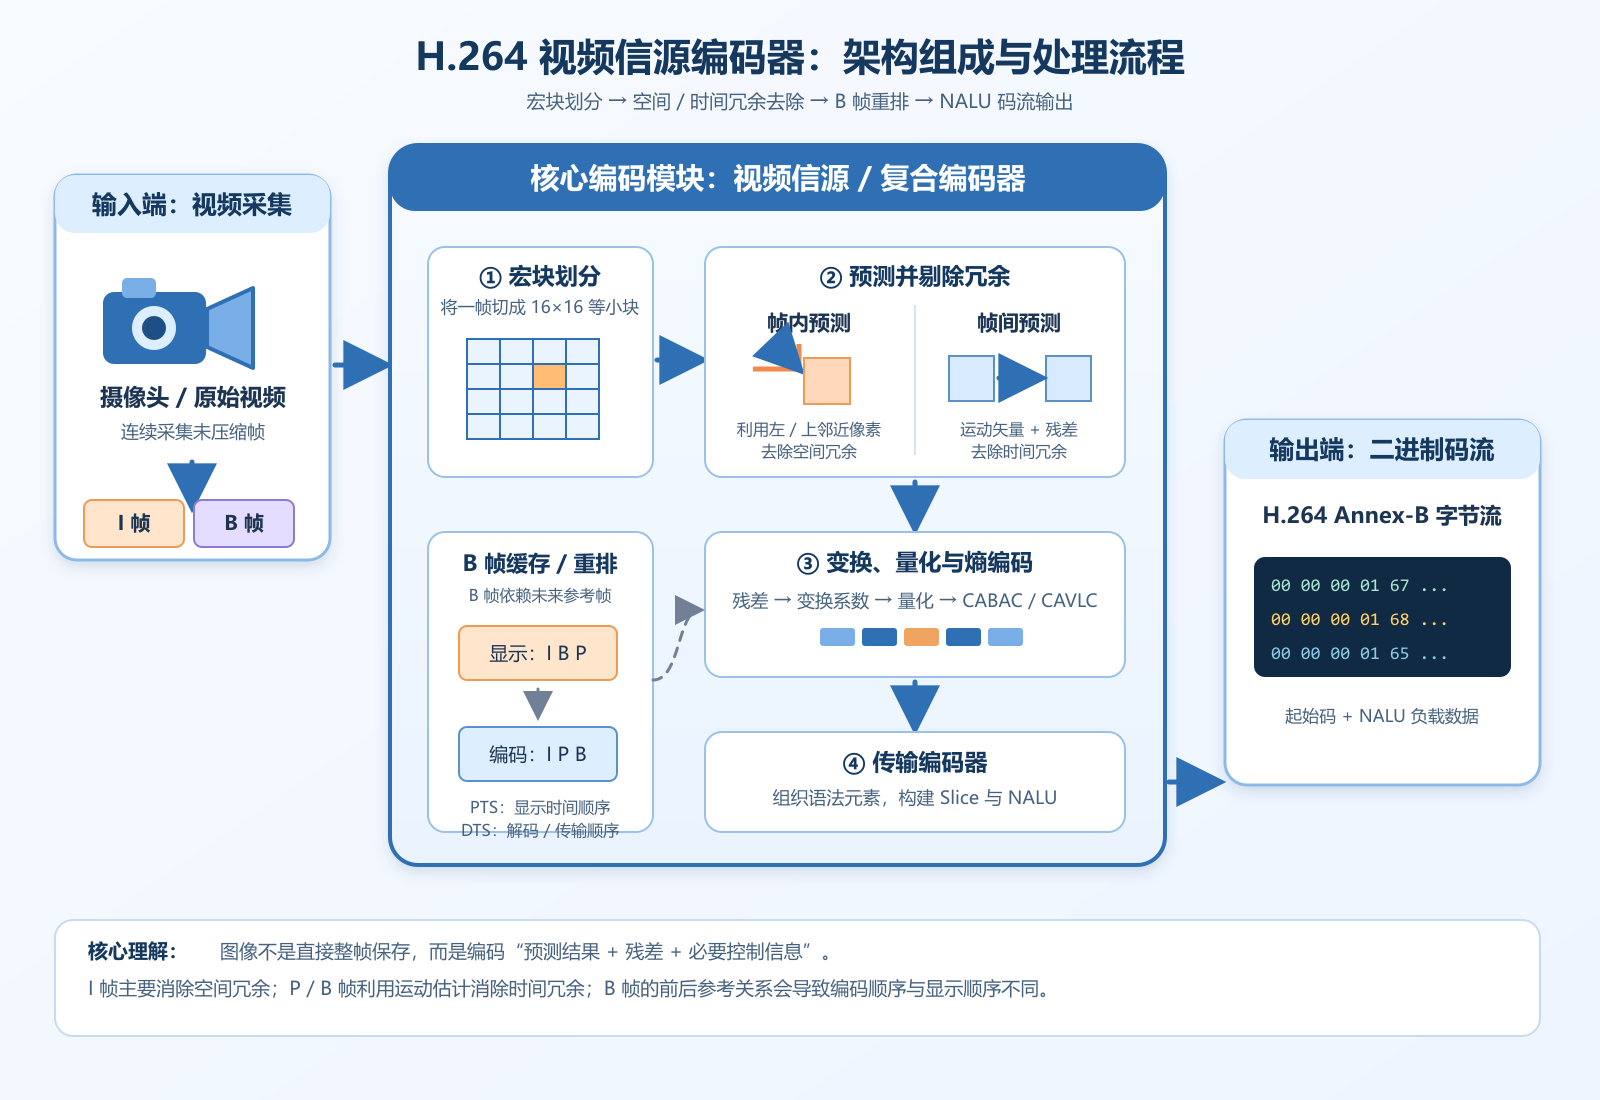 H.264 视频信源编码器：架构组成与处理流程
宏块划分 → 空间 / 时间冗余去除 → B 帧重排 → NALU 码流输出
输入端：视频采集
摄像头 / 原始视频
连续采集未压缩帧
I 帧
B 帧
核心编码模块：视频信源 / 复合编码器
① 宏块划分
将一帧切成 16×16 等小块
② 预测并剔除冗余
帧内预测
利用左 / 上邻近像素
去除空间冗余
帧间预测
运动矢量 + 残差
去除时间冗余
B 帧缓存 / 重排
B 帧依赖未来参考帧
显示：I B P
编码：I P B
PTS：显示时间顺序
DTS：解码 / 传输顺序
③ 变换、量化与熵编码
残差 → 变换系数 → 量化 → CABAC / CAVLC
④ 传输编码器
组织语法元素，构建 Slice 与 NALU
输出端：二进制码流
H.264 Annex-B 字节流
00 00 00 01 67 ...
00 00 00 01 68 ...
00 00 00 01 65 ...
起始码 + NALU 负载数据
核心理解： 图像不是直接整帧保存，而是编码“预测结果 + 残差 + 必要控制信息”。
I 帧主要消除空间冗余；P / B 帧利用运动估计消除时间冗余；B 帧的前后参考关系会导致编码顺序与显示顺序不同。